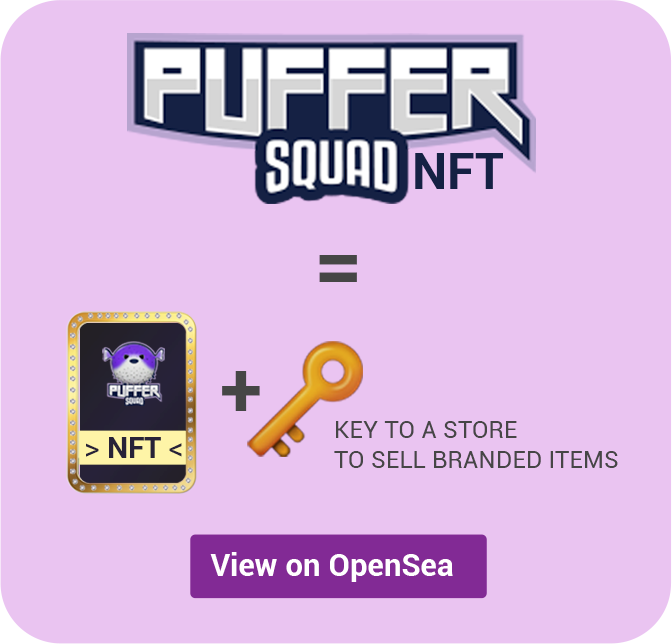 PUFFER
SQUAD NFT
=
PUFFER
SQUAD
> NFT <
+
KEY TO A STORE
TO SELL BRANDED ITEMS
View on OpenSea